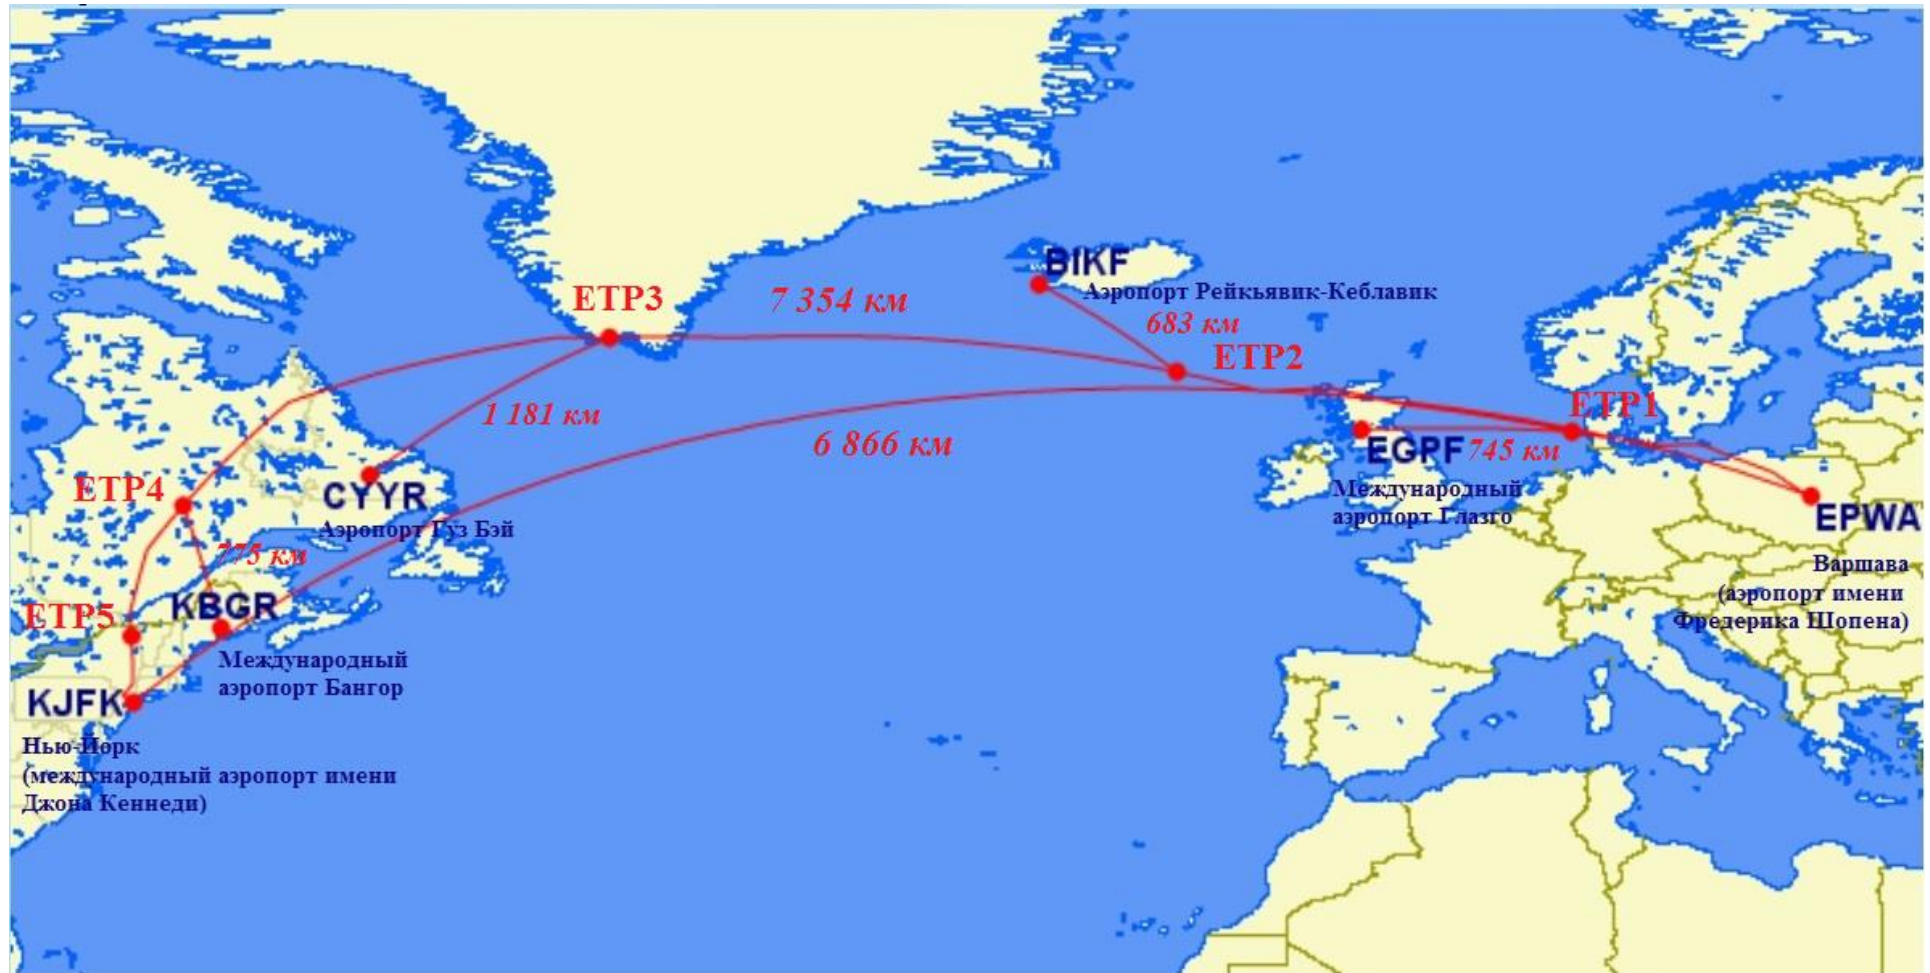 BIKF
Аэропорт Рейкьявик-Кеблавик
683 км
ETP3
7 354 км
ETP2
ETP1
1 181 км
6 866 км
EGPF
745 км
Международный
аэропорт Глазго
ETP4
CYYR
Аэропорт Гуз Бэй
EPWA
Варшава
(аэропорт имени
Фредерика Шопена)
775 км
KBGR
ETP5
Международный
аэропорт Бангор
KJFK
Нью-Йорк
(международный аэропорт имени
Джона Кеннеди)